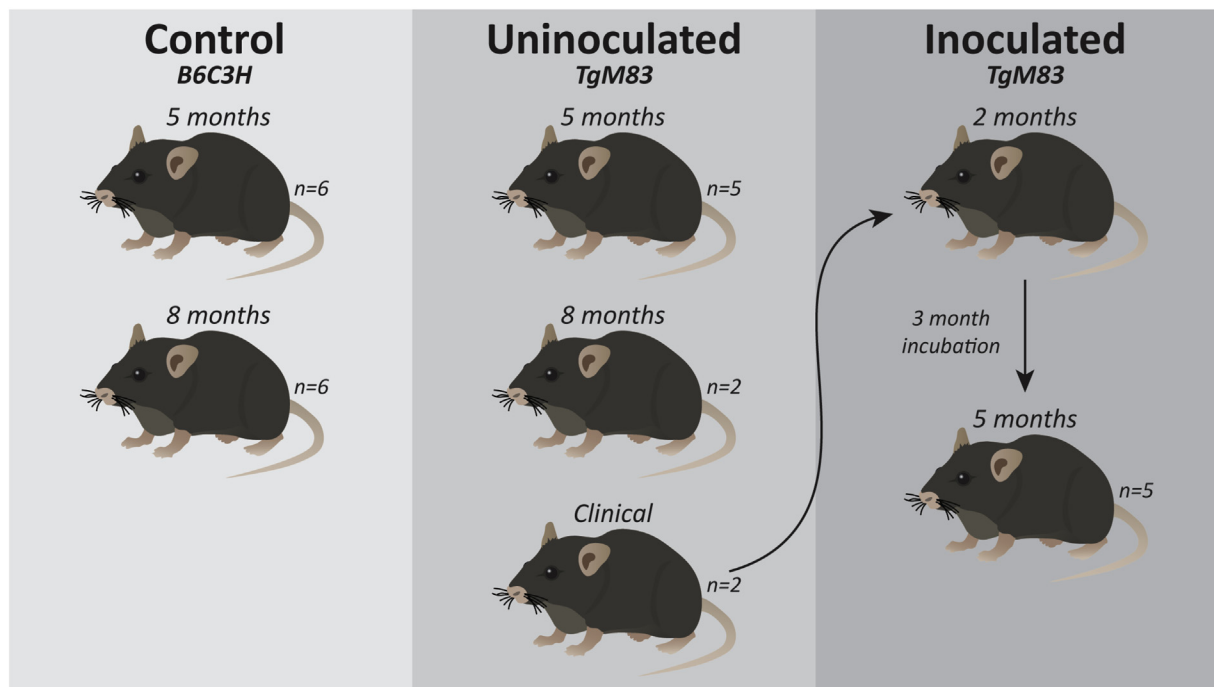 Control
B6C3H
5 months
n=6
8 months
n=6
Uninoculated
TgM83
5 months
n=5
8 months
n=2
Clinical
n=2
Inoculated
TgM83
2 months
3 month
incubation
5 months
n=5